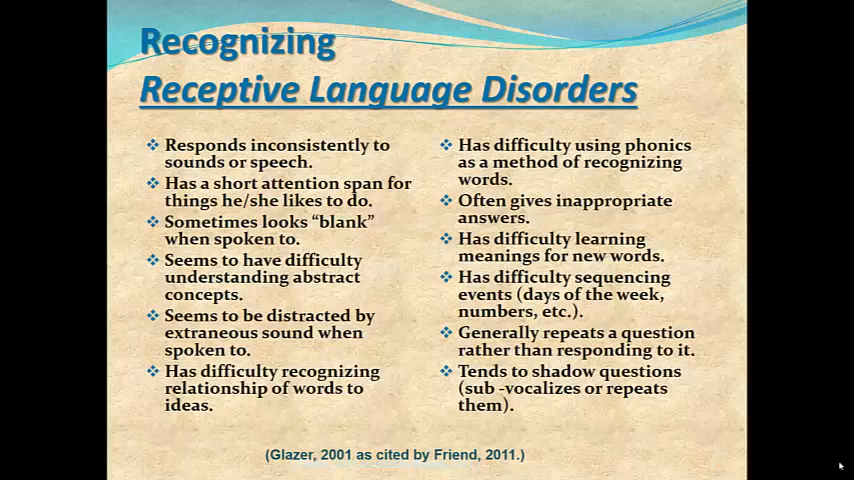 Recognizing
Receptive Language Disorders
Responds inconsistently to
sounds or speech.
Has a short attention span for
things he/she likes to do.
Sometimes looks “blank”
when spoken to.
Seems to have difficulty
understanding abstract
concepts.
Seems to be distracted by
extraneous sound when
spoken to.
Has difficulty recognizing
relationship of words to
ideas.
Has difficulty using phonics
as a method of recognizing
words.
Often gives inappropriate
answers.
Has difficulty learning
meanings for new words.
Has difficulty sequencing
events (days of the week,
numbers, etc.).
Generally repeats a question
rather than responding to it.
Tends to shadow questions
(sub -vocalizes or repeats
them).
(Glazer, 2001 as cited by Friend, 2011.)